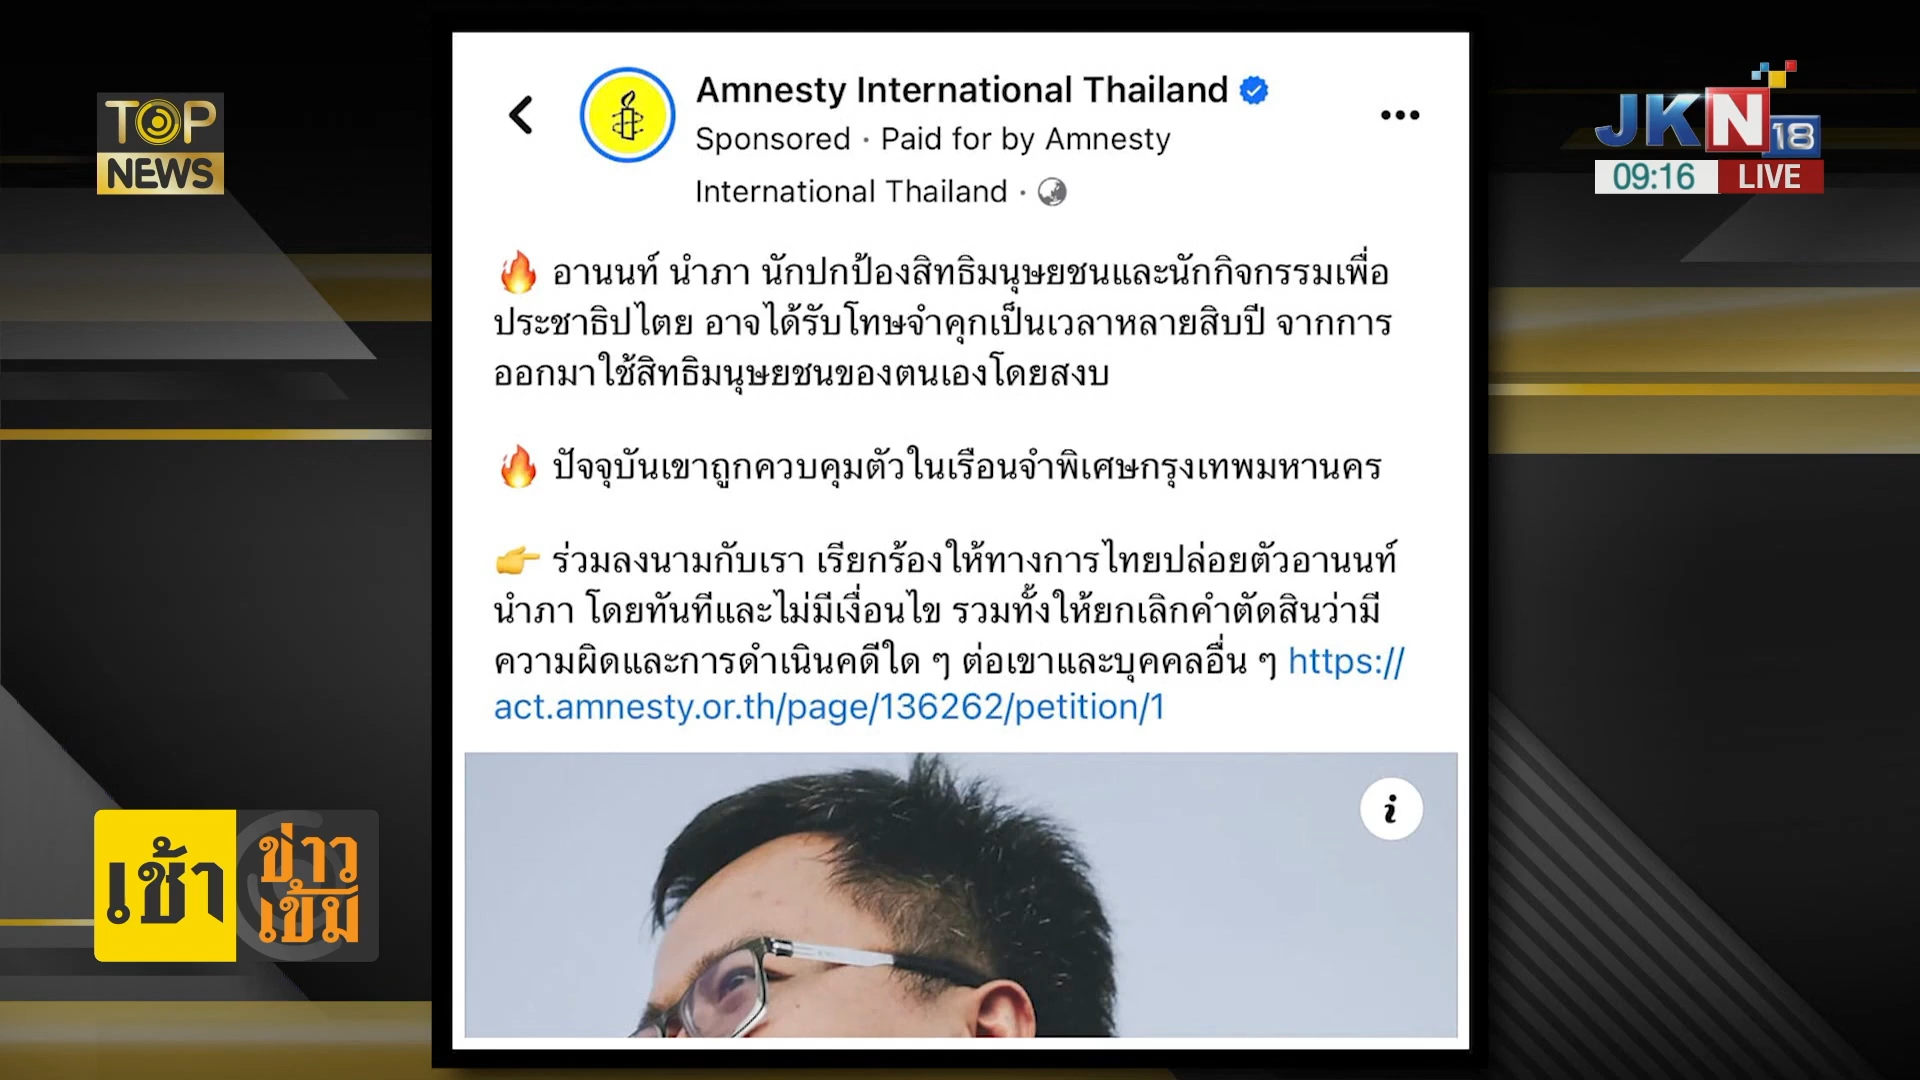 TOP
NEWS
JKN18
09:16 LIVE
Amnesty International Thailand
Sponsored · Paid for by Amnesty
International Thailand ·
🔥 อานนท์ นำภา นักปกป้องสิทธิมนุษยชนและนักกิจกรรมเพื่อ
ประชาธิปไตย อาจได้รับโทษจำคุกเป็นเวลาหลายสิบปี จากการ
ออกมาใช้สิทธิมนุษยชนของตนเองโดยสงบ
🔥 ปัจจุบันเขาถูกควบคุมตัวในเรือนจำพิเศษกรุงเทพมหานคร
👉 ร่วมลงนามกับเรา เรียกร้องให้ทางการไทยปล่อยตัวอานนท์
นำภา โดยทันทีและไม่มีเงื่อนไข รวมทั้งให้ยกเลิกคำตัดสินว่ามี
ความผิดและการดำเนินคดีใด ๆ ต่อเขาและบุคคลอื่น ๆ https://
act.amnesty.or.th/page/136262/petition/1
i
เช้า
ข่าว
เข้ม